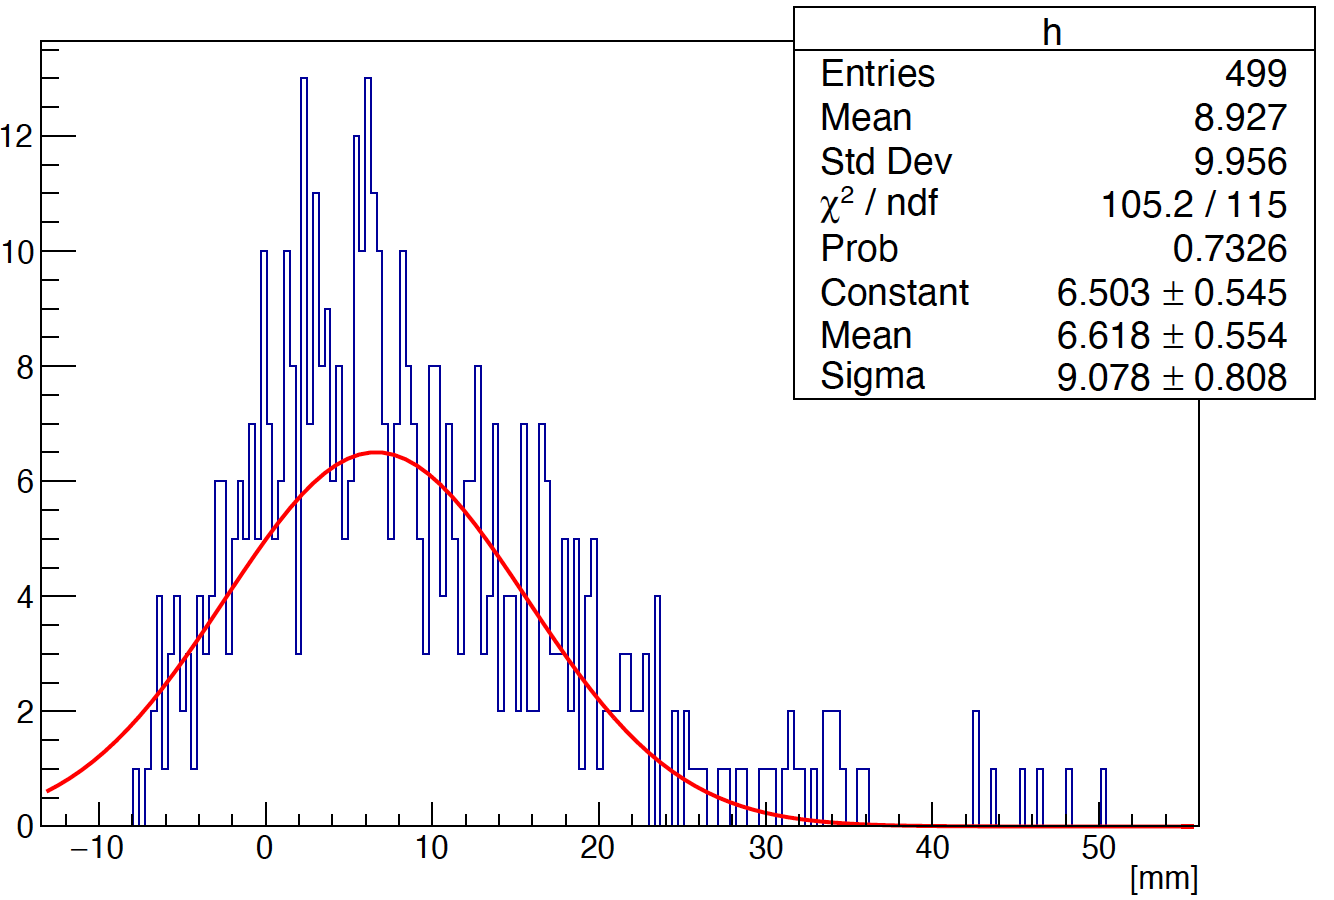 h
Entries 499
Mean 8.927
Std Dev 9.956
χ² / ndf 105.2 / 115
Prob 0.7326
Constant 6.503 ± 0.545
Mean 6.618 ± 0.554
Sigma 9.078 ± 0.808
12
10
8
6
4
2
0
−10 0 10 20 30 40 50
[mm]